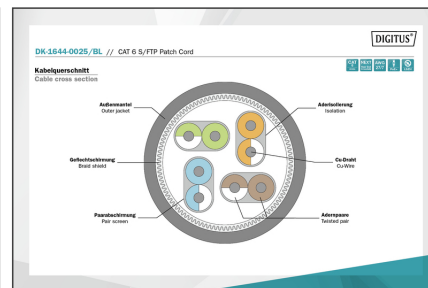 DIGITUS®
DK-1644-0025/BL // CAT 6 S/FTP Patch Cord
Kabelquerschnitt
Cable cross section
Außenmantel
Outer jacket
Aderisolierung
Isolation
Geflechtschirmung
Braid shield
Cu-Draht
Cu-Wire
Paarabschirmung
Pair screen
Adernpaare
Twisted pair